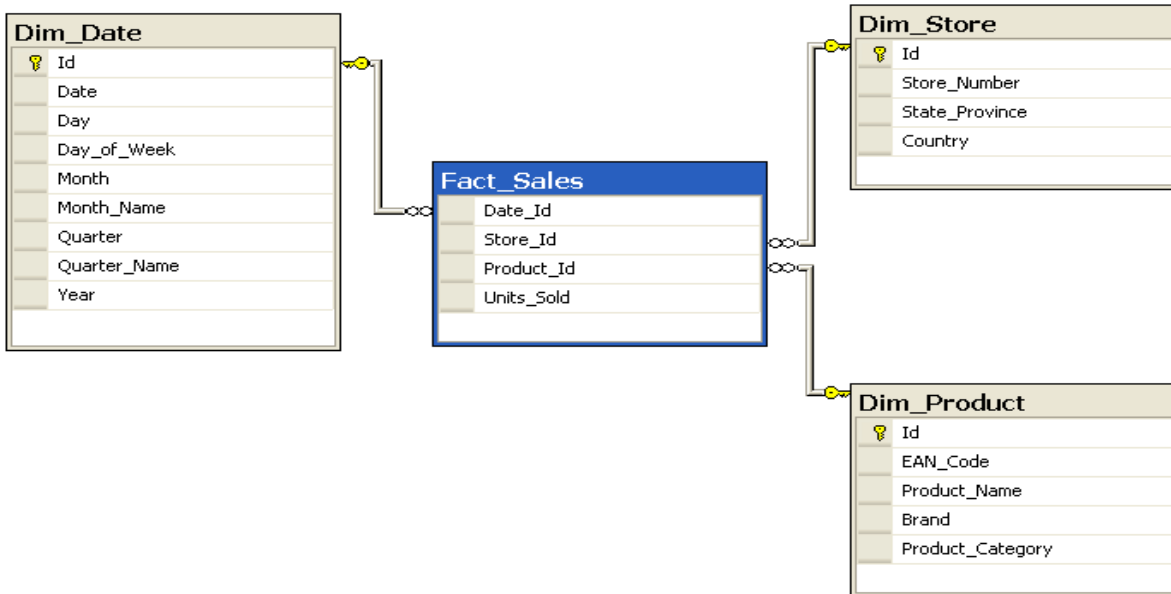 Dim_Date
Id
Date
Day
Day_of_Week
Month
Month_Name
Quarter
Quarter_Name
Year
Fact_Sales
Date_Id
Store_Id
Product_Id
Units_Sold
Dim_Store
Id
Store_Number
State_Province
Country
Dim_Product
Id
EAN_Code
Product_Name
Brand
Product_Category